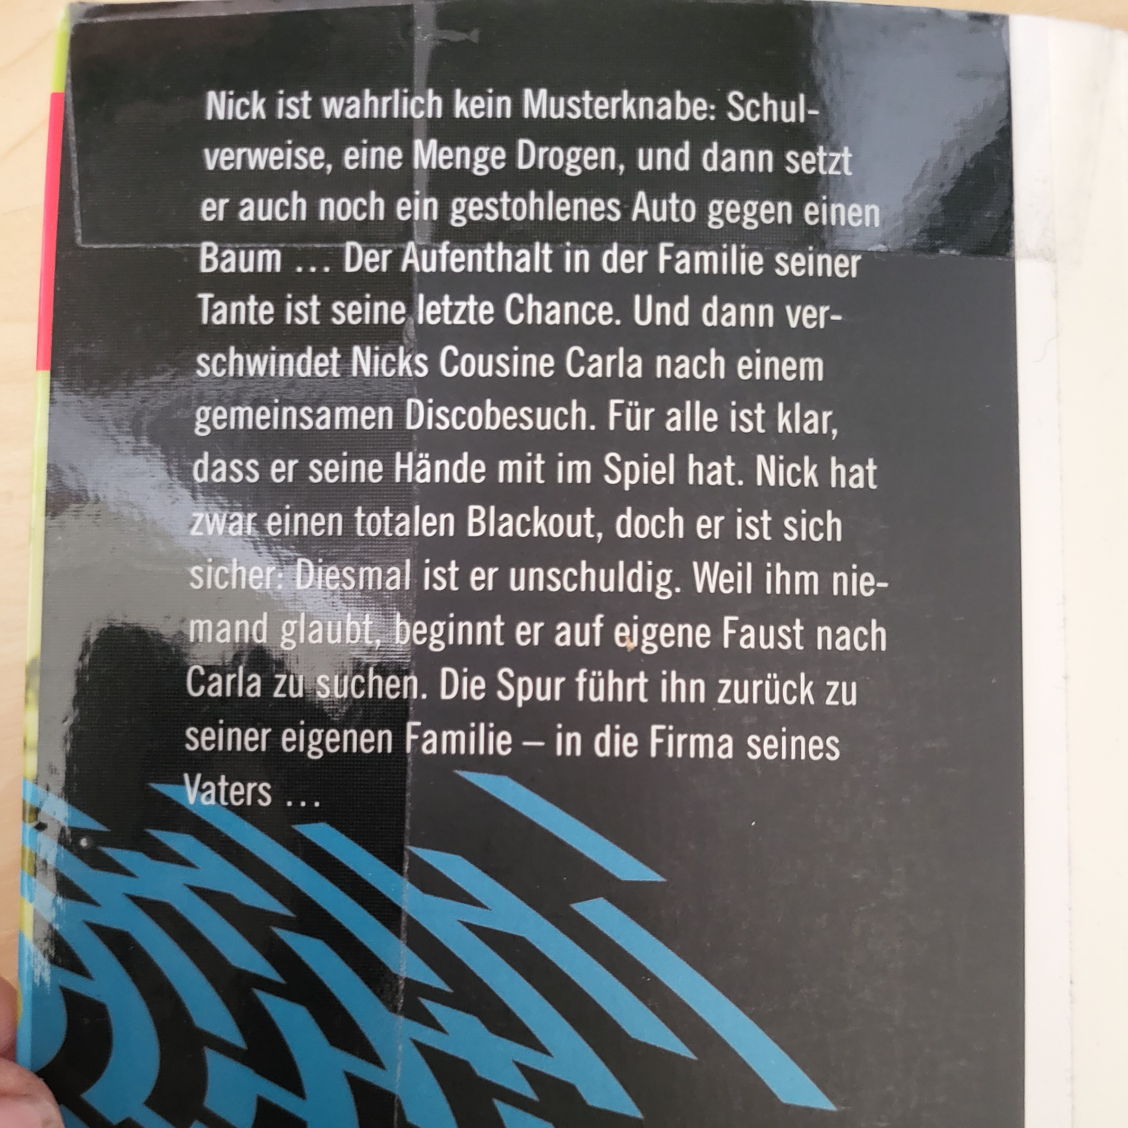 Nick ist wahrlich kein Musterknabe: Schul-
verweise, eine Menge Drogen, und dann setzt
er auch noch ein gestohlenes Auto gegen einen
Baum ... Der Aufenthalt in der Familie seiner
Tante ist seine letzte Chance. Und dann ver-
schwindet Nicks Cousine Carla nach einem
gemeinsamen Discobesuch. Für alle ist klar,
dass er seine Hände mit im Spiel hat. Nick hat
zwar einen totalen Blackout, doch er ist sich
sicher: Diesmal ist er unschuldig. Weil ihm nie-
mand glaubt, beginnt er auf eigene Faust nach
Carla zu suchen. Die Spur führt ihn zurück zu
seiner eigenen Familie – in die Firma seines
Vaters ...